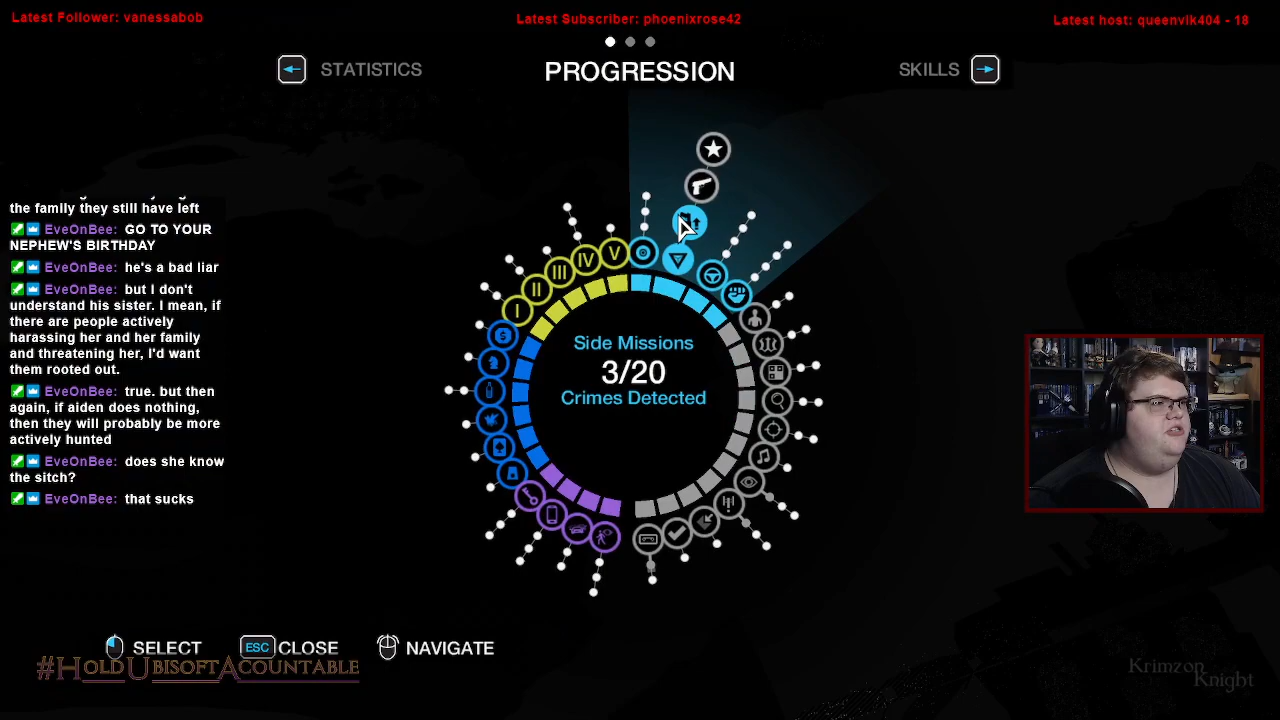 Latest Follower: vanessabob
Latest Subscriber: phoenixrose42
Latest host: queenvik404 - 18
STATISTICS
PROGRESSION
SKILLS
the family they still have left
EveOnBee: GO TO YOUR
NEPHEW'S BIRTHDAY
EveOnBee: he's a bad liar
EveOnBee: but I don't
understand his sister. I mean, if
there are people actively
harassing her and her family
and threatening her, I'd want
them rooted out.
EveOnBee: true. but then
again, if aiden does nothing,
then they will probably be more
actively hunted
EveOnBee: does she know
the sitch?
EveOnBee: that sucks
I
II
III
IV
V
Side Missions
3/20
Crimes Detected
SELECT
ESC CLOSE
NAVIGATE
#HoldUbisoftAcountable
Krimzon
Knight